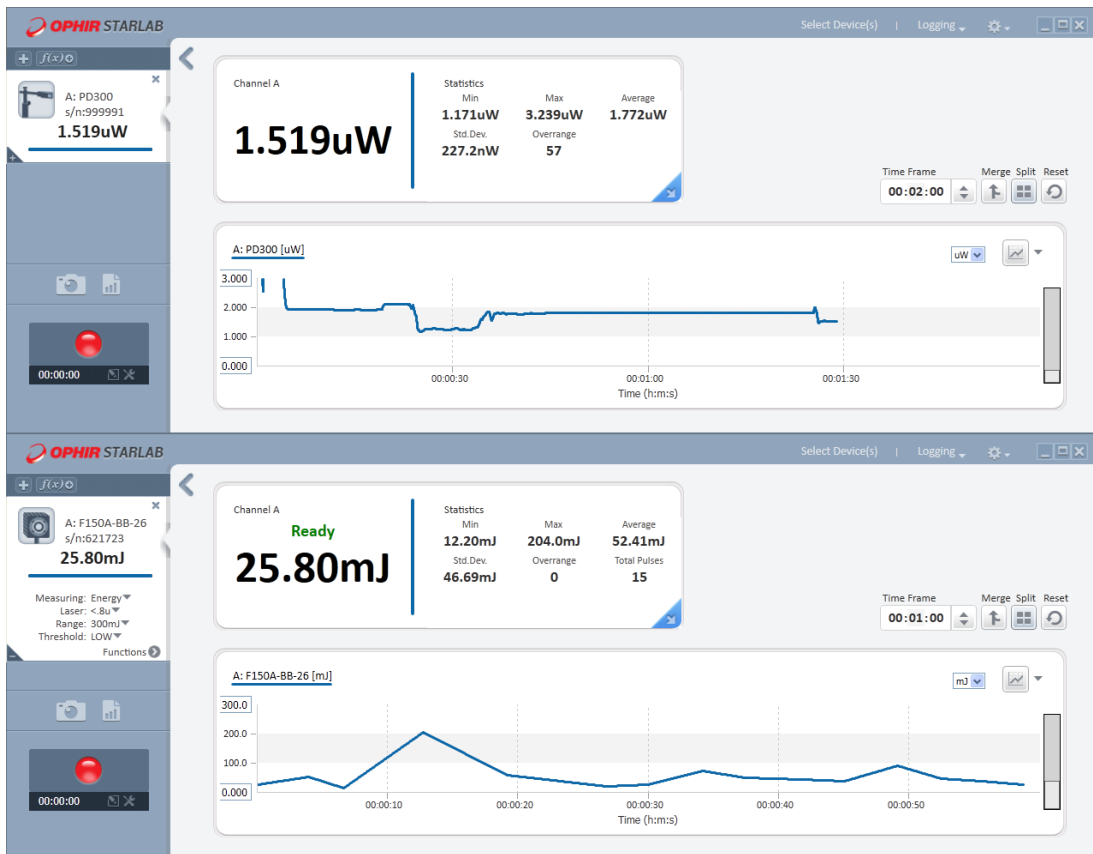 OPHIR STARLAB
Select Device(s) | Logging
f(x)
A: PD300
s/n:999991
1.519uW
Channel A
1.519uW
Statistics
Min Max Average
1.171uW 3.239uW 1.772uW
Std.Dev. Overrange
227.2nW 57
Time Frame Merge Split Reset
00:02:00
A: PD300 [uW]
uW
3.000
2.000
1.000
0.000
00:00:30 00:01:00 00:01:30
Time (h:m:s)
00:00:00
OPHIR STARLAB
Select Device(s) | Logging
f(x)
A: F150A-BB-26
s/n:621723
25.80mJ
Measuring: Energy
Laser: <.8u
Range: 300mJ
Threshold: LOW
Functions
Channel A
Ready
25.80mJ
Statistics
Min Max Average
12.20mJ 204.0mJ 52.41mJ
Std.Dev. Overrange Total Pulses
46.69mJ 0 15
Time Frame Merge Split Reset
00:01:00
A: F150A-BB-26 [mJ]
mJ
300.0
200.0
100.0
0.000
00:00:10 00:00:20 00:00:30 00:00:40 00:00:50
Time (h:m:s)
00:00:00